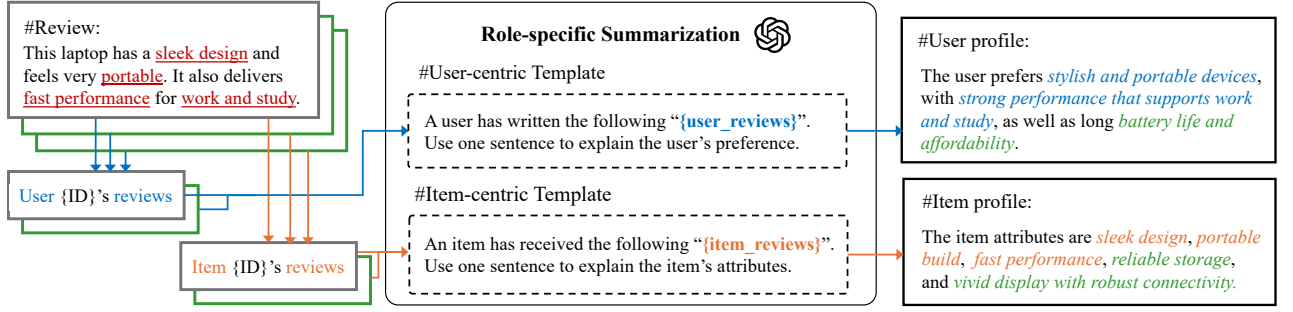 #Review:
This laptop has a sleek design and
feels very portable. It also delivers
fast performance for work and study.
User {ID}'s reviews
Item {ID}'s reviews
Role-specific Summarization
#User-centric Template
A user has written the following “{user_reviews}”.
Use one sentence to explain the user's preference.
#Item-centric Template
An item has received the following “{item_reviews}”.
Use one sentence to explain the item's attributes.
#User profile:
The user prefers stylish and portable devices,
with strong performance that supports work
and study, as well as long battery life and
affordability.
#Item profile:
The item attributes are sleek design, portable
build, fast performance, reliable storage,
and vivid display with robust connectivity.